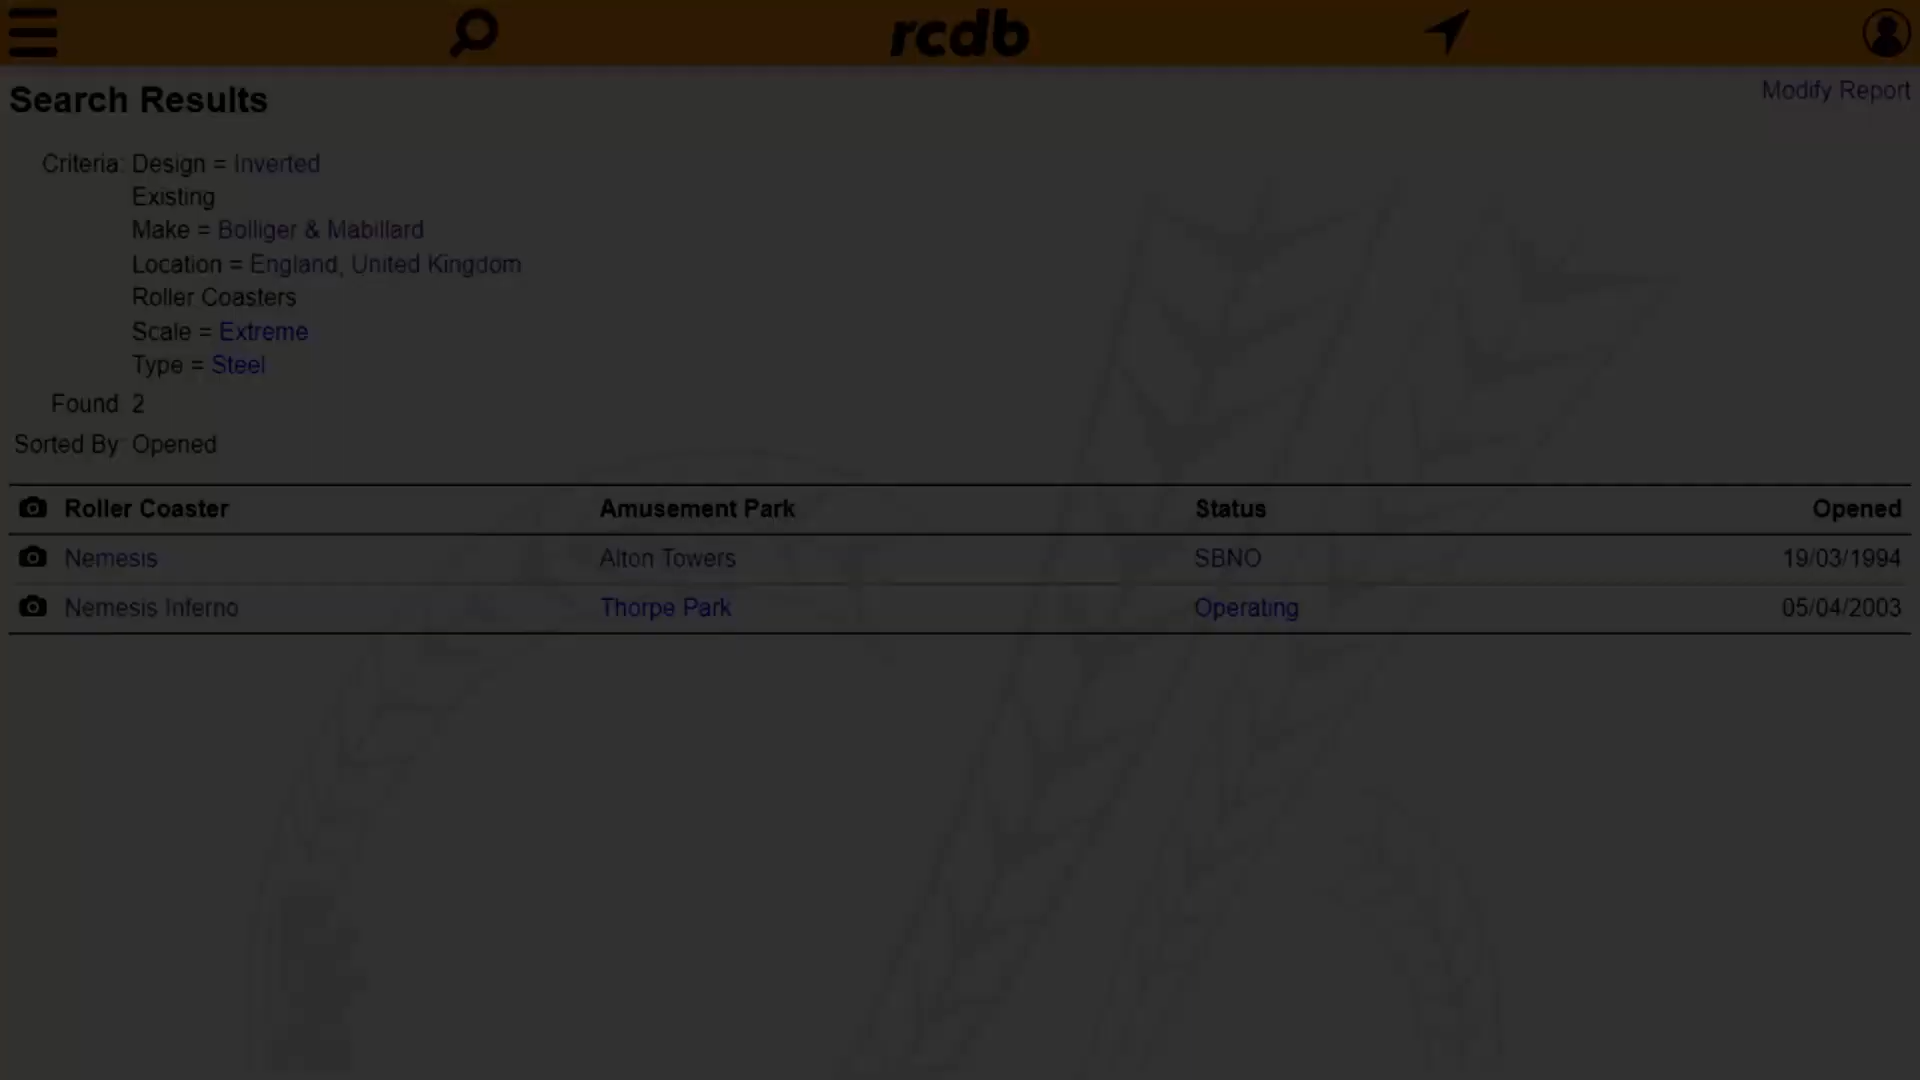 rcdb
Search Results
Modify Report
Criteria: Design = Inverted
Existing
Make = Bolliger & Mabillard
Location = England, United Kingdom
Roller Coasters
Scale = Extreme
Type = Steel
Found: 2
Sorted By: Opened
Roller Coaster Amusement Park Status Opened
Nemesis Alton Towers SBNO 19/03/1994
Nemesis Inferno Thorpe Park Operating 05/04/2003